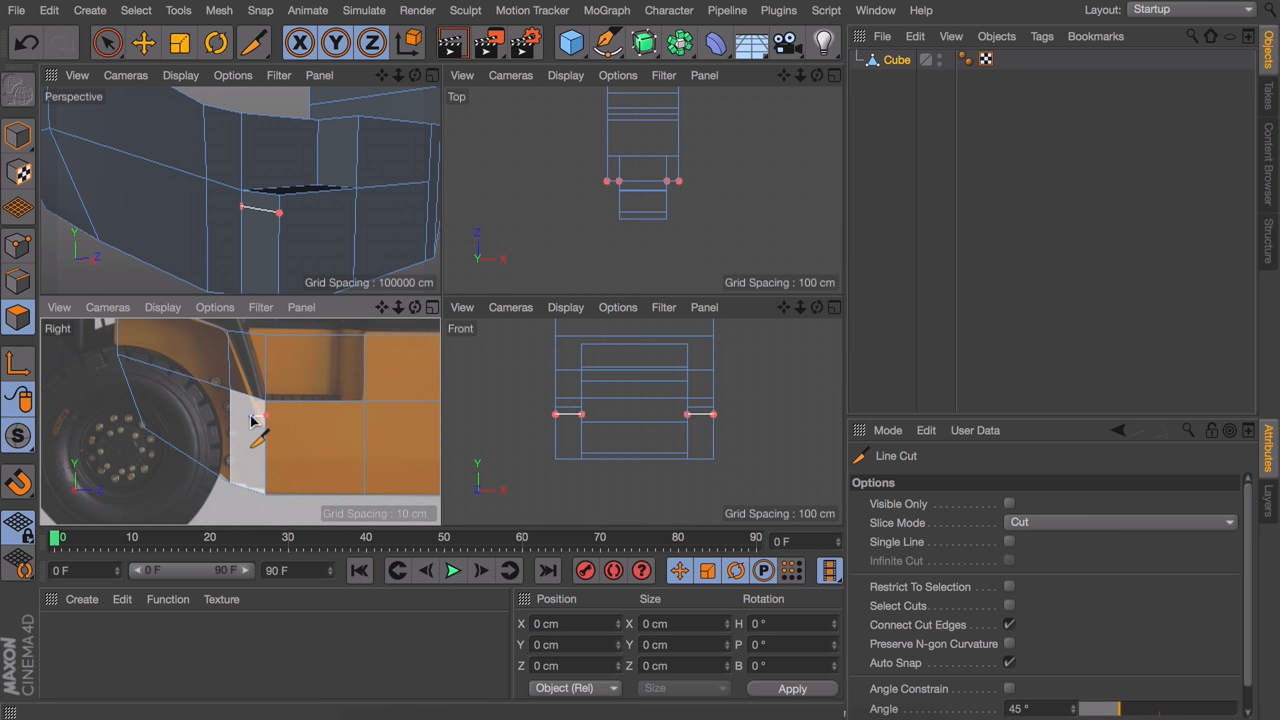 File Edit Create Select Tools Mesh Snap Animate Simulate Render Sculpt Motion Tracker MoGraph Character Pipeline Plugins Script Window Help Layout: Startup
X Y Z
File Edit View Objects Tags Bookmarks
Cube
Objects
Takes
Content Browser
Structure
View Cameras Display Options Filter Panel
Perspective
Y
Z
Grid Spacing : 100000 cm
View Cameras Display Options Filter Panel
Top
Z
Y X
Grid Spacing : 100 cm
View Cameras Display Options Filter Panel
Right
Y
X Z
Grid Spacing : 10 cm
View Cameras Display Options Filter Panel
Front
Y
Z X
Grid Spacing : 100 cm
S
0 10 20 30 40 50 60 70 80 90 0 F
0 F 0 F 90 F 90 F
P
Create Edit Function Texture
Position Size Rotation
X 0 cm X 0 cm H 0 °
Y 0 cm Y 0 cm P 0 °
Z 0 cm Z 0 cm B 0 °
Object (Rel) Size Apply
MAXON
CINEMA 4D
Mode Edit User Data
Line Cut
Options
Visible Only
Slice Mode Cut
Single Line
Infinite Cut
Restrict To Selection
Select Cuts
Connect Cut Edges
Preserve N-gon Curvature
Auto Snap
Angle Constrain
Angle 45 °
Attributes
Layers